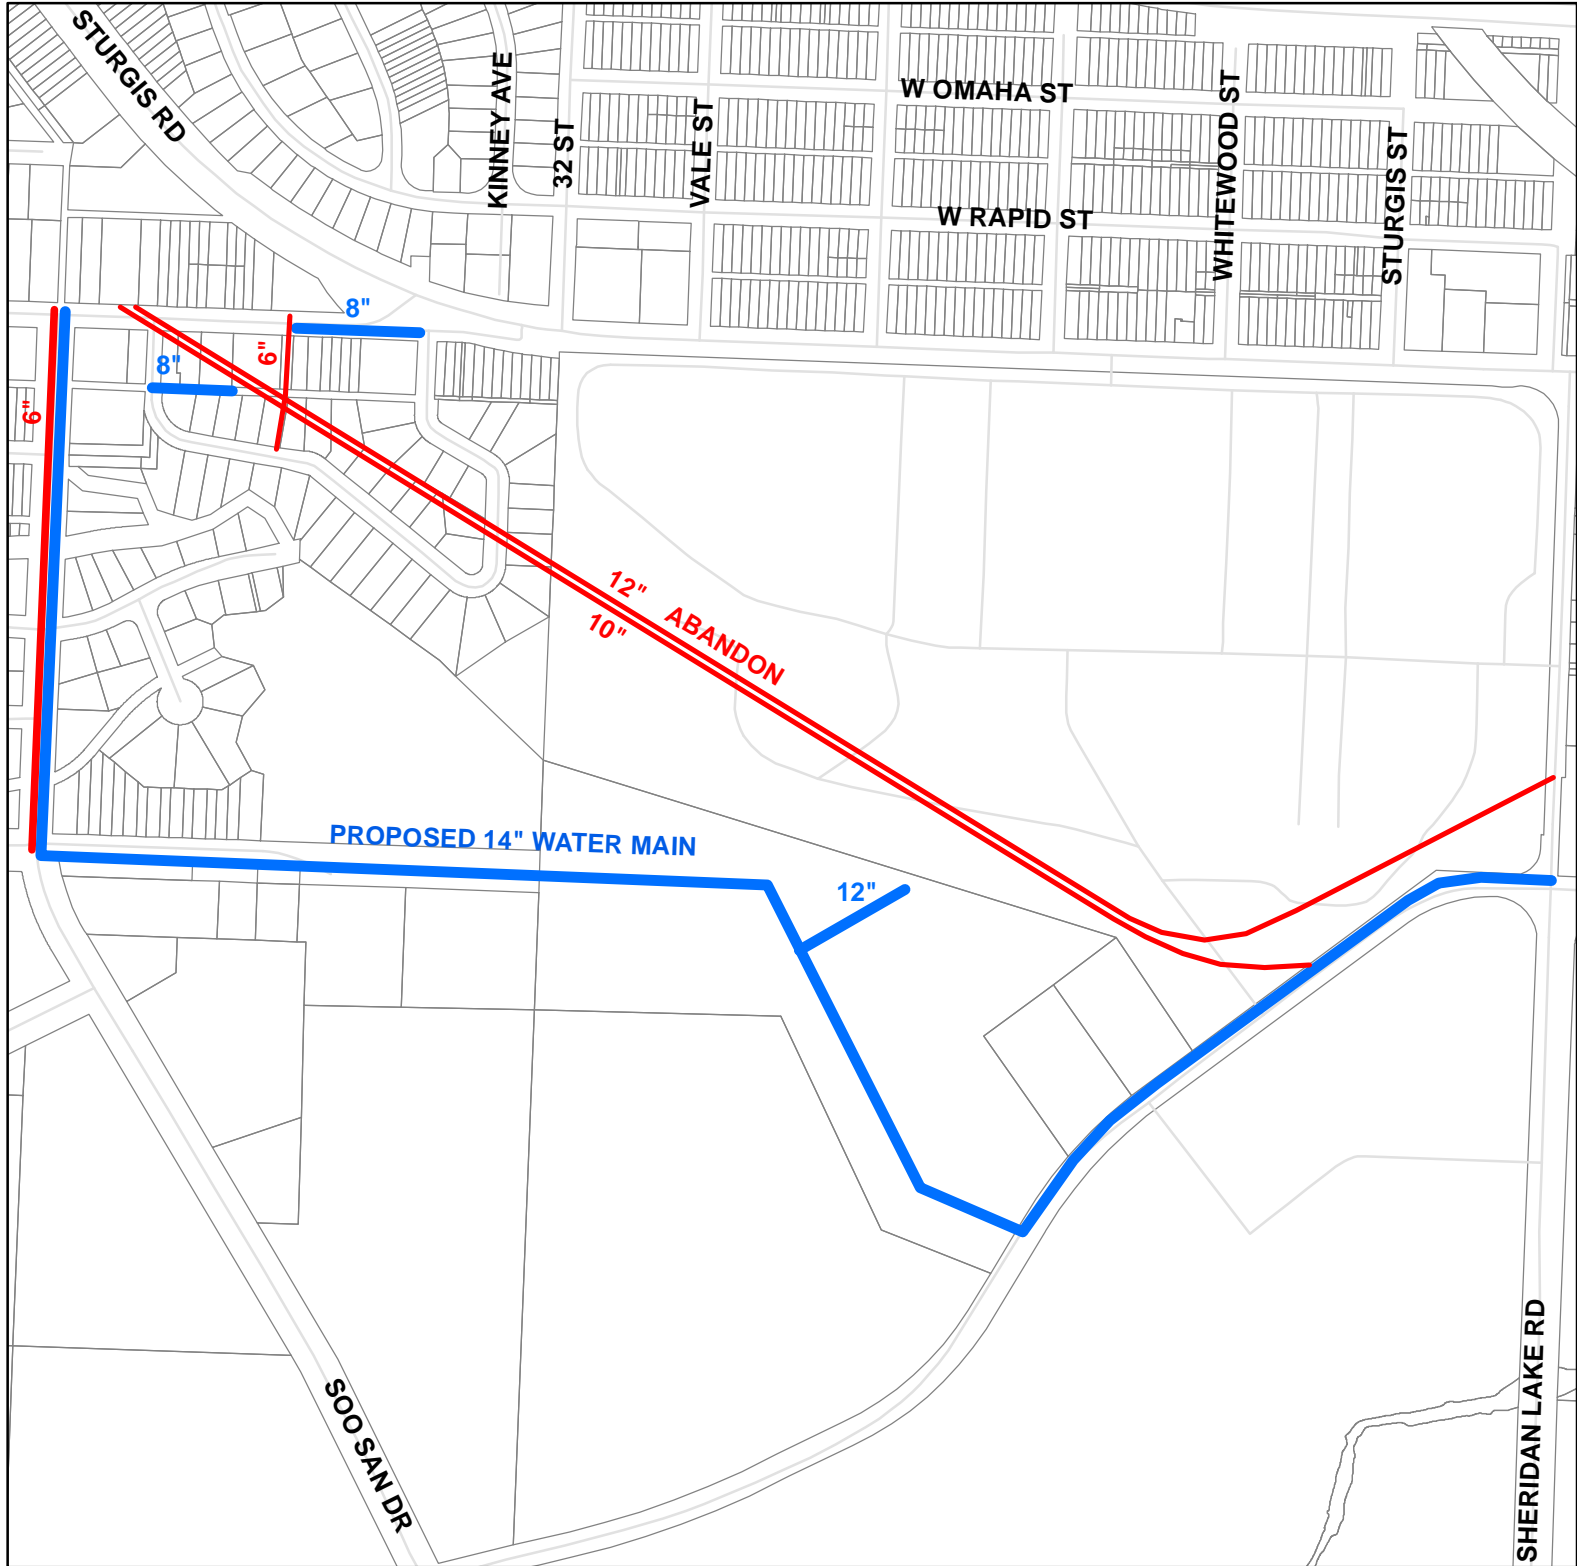 STURGIS RD
KINNEY AVE
32 ST
VALE ST
W OMAHA ST
WHITEWOOD ST
STURGIS ST
W RAPID ST
8"
6"
8"
6"
12" ABANDON
10"
PROPOSED 14" WATER MAIN
12"
SOO SAN DR
SHERIDAN LAKE RD